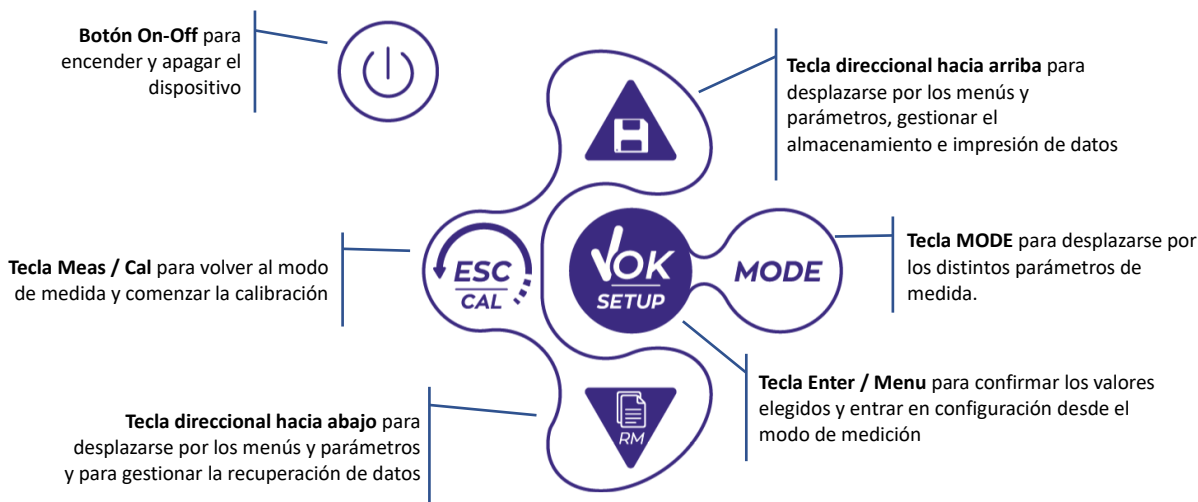 Botón On-Off para
encender y apagar el
dispositivo
Tecla direccional hacia arriba para
desplazarse por los menús y
parámetros, gestionar el
almacenamiento e impresión de datos
Tecla Meas / Cal para volver al modo
de medida y comenzar la calibración
ESC
CAL
OK
SETUP
MODE
Tecla MODE para desplazarse por
los distintos parámetros de
medida.
Tecla direccional hacia abajo para
desplazarse por los menús y parámetros
y para gestionar la recuperación de datos
RM
Tecla Enter / Menu para confirmar los valores
elegidos y entrar en configuración desde el
modo de medición